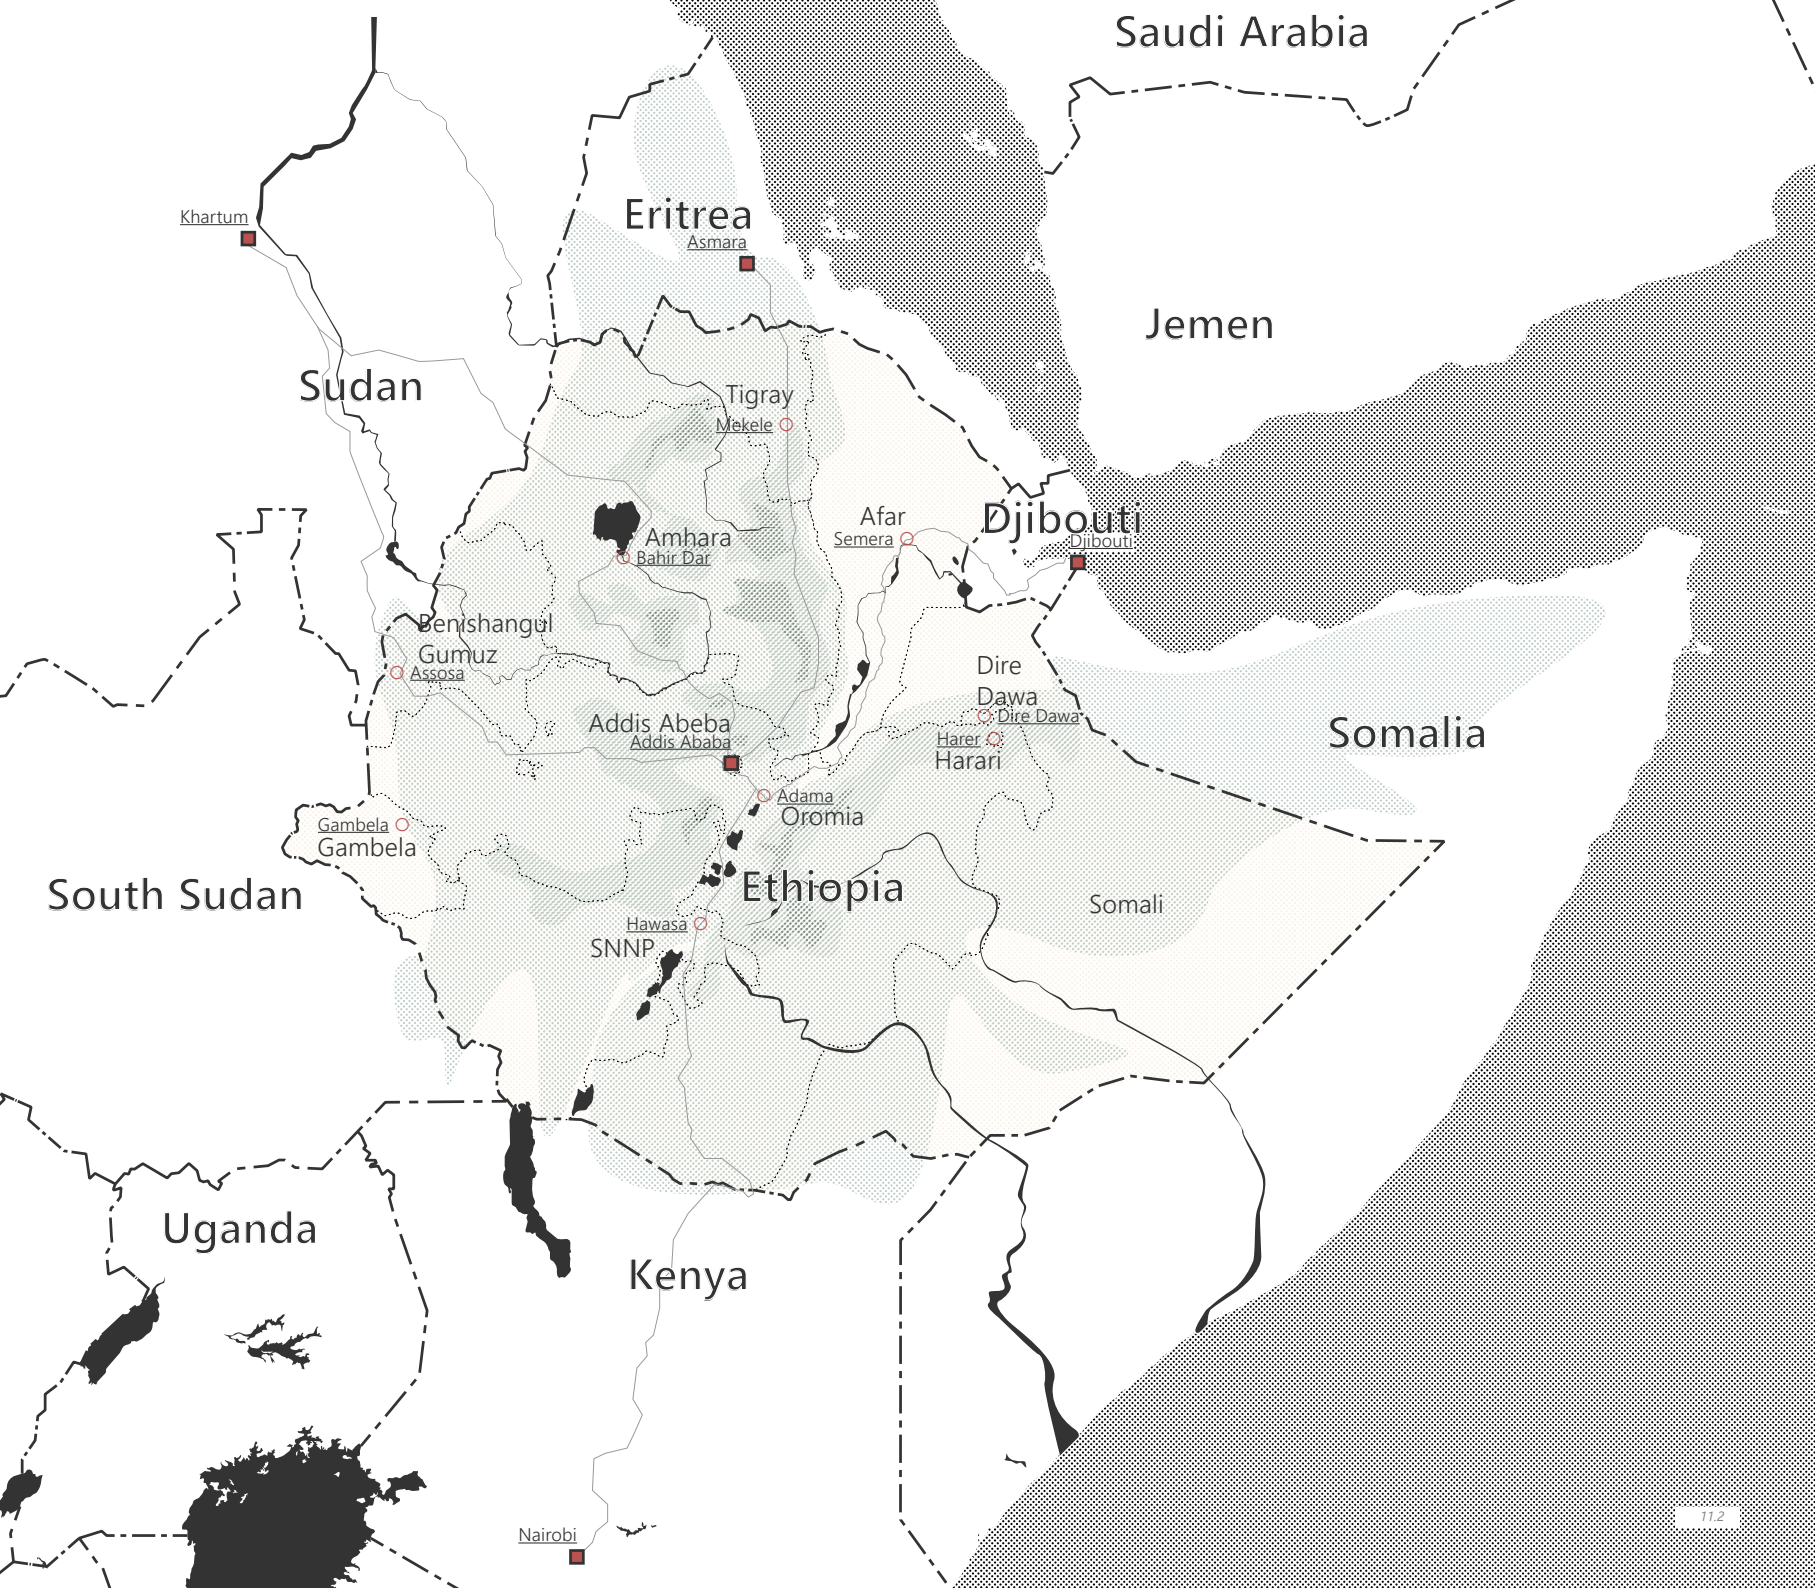 Saudi Arabia
Khartum
Eritrea
Asmara
Jemen
Sudan
Tigray
Mekele
Afar
Semera
Djibouti
Djibouti
Amhara
Bahir Dar
Benishangul
Gumuz
Assosa
Dire
Dawa
Dire Dawa
Addis Abeba
Addis Ababa
Harer
Harari
Somalia
Adama
Oromia
Gambela
Gambela
South Sudan
Ethiopia
Somali
Hawasa
SNNP
Uganda
Kenya
Nairobi
11.2